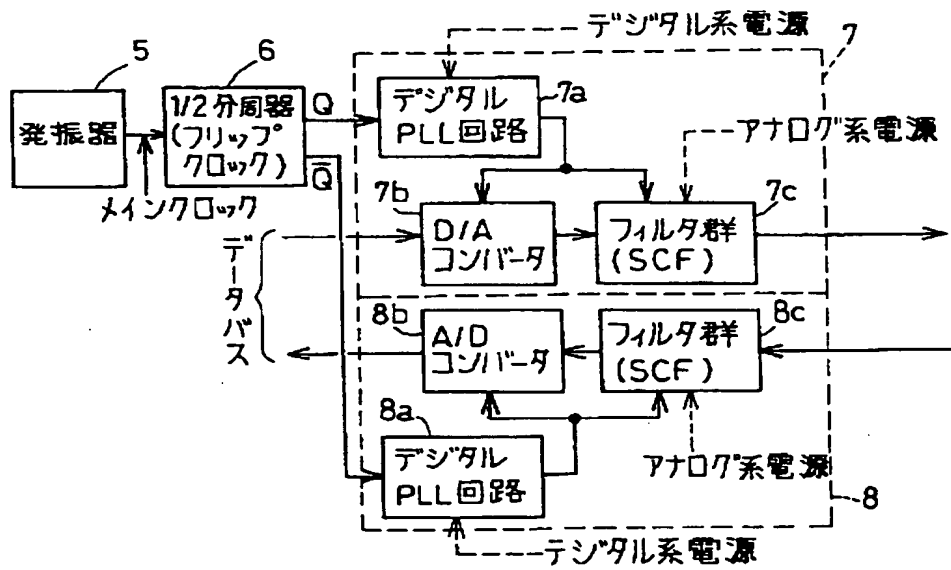 デジタル系電源
7
5
6
発振器
1/2分周器
(フリップ
クロック)
Q
Q̅
メインクロック
デジタル
PLL回路
7a
アナログ系電源
7b
D/A
コンバータ
7c
フィルタ群
(SCF)
データバス
8b
A/D
コンバータ
8c
フィルタ群
(SCF)
8a
デジタル
PLL回路
アナログ系電源
8
デジタル系電源